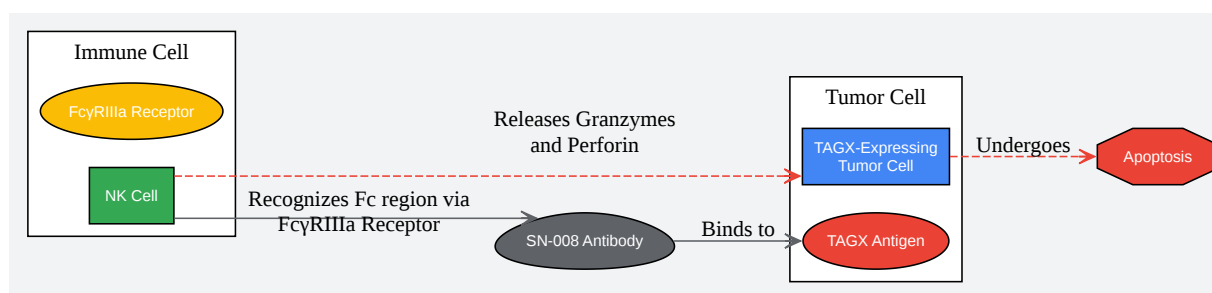 Immune Cell
FcγRIIIa Receptor
NK Cell
Releases Granzymes
and Perforin
Recognizes Fc region via
FcγRIIIa Receptor
SN-008 Antibody
Binds to
Tumor Cell
TAGX-Expressing
Tumor Cell
TAGX Antigen
Undergoes
Apoptosis